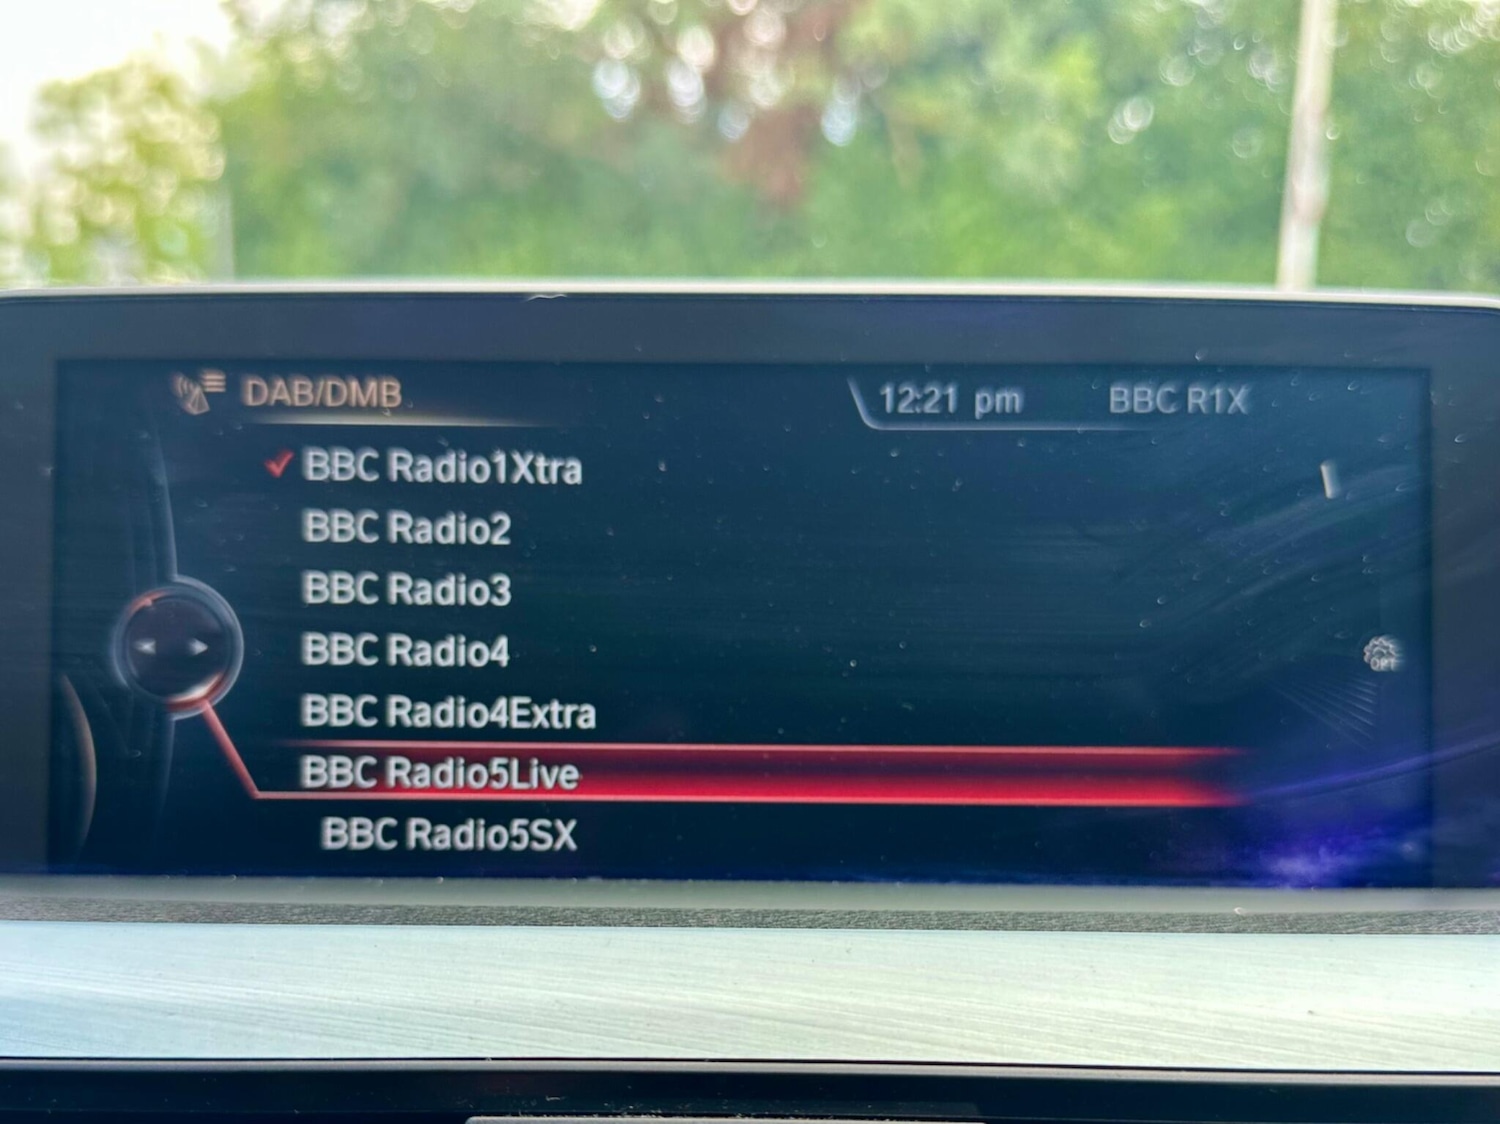 DAB/DMB 12:21 pm BBC R1X
BBC Radio1Xtra
BBC Radio2
BBC Radio3
BBC Radio4
OPT
BBC Radio4Extra
BBC Radio5Live
BBC Radio5SX